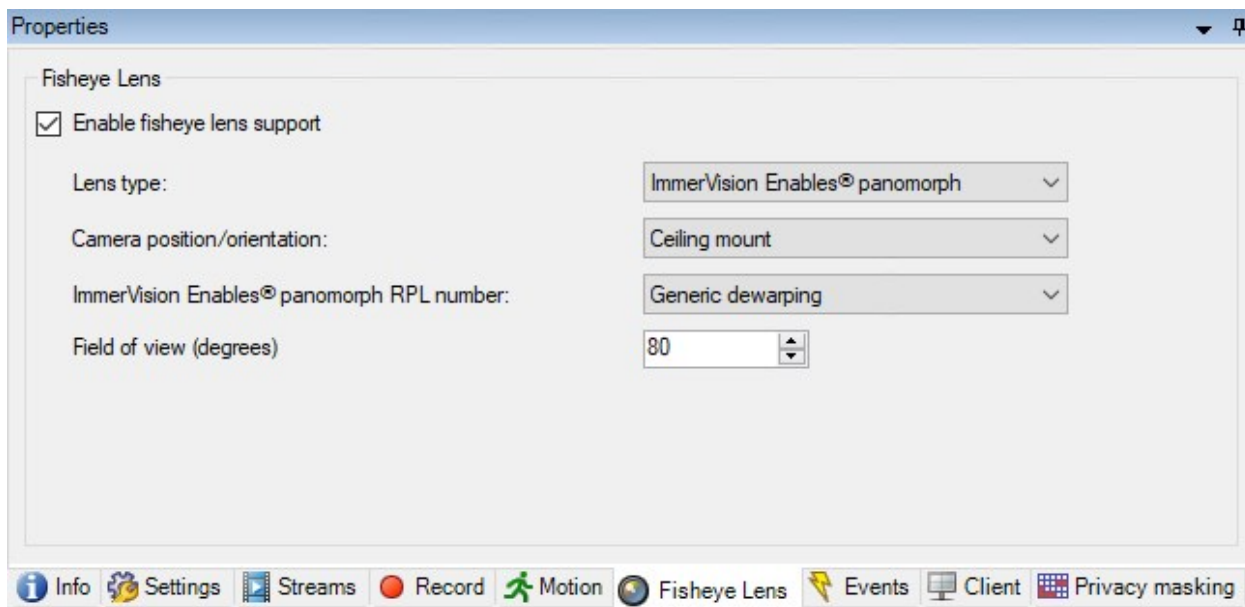 Properties
Fisheye Lens
Enable fisheye lens support
Lens type: ImmerVision Enables® panomorph
Camera position/orientation: Ceiling mount
ImmerVision Enables® panomorph RPL number: Generic dewarping
Field of view (degrees) 80
Info Settings Streams Record Motion Fisheye Lens Events Client Privacy masking